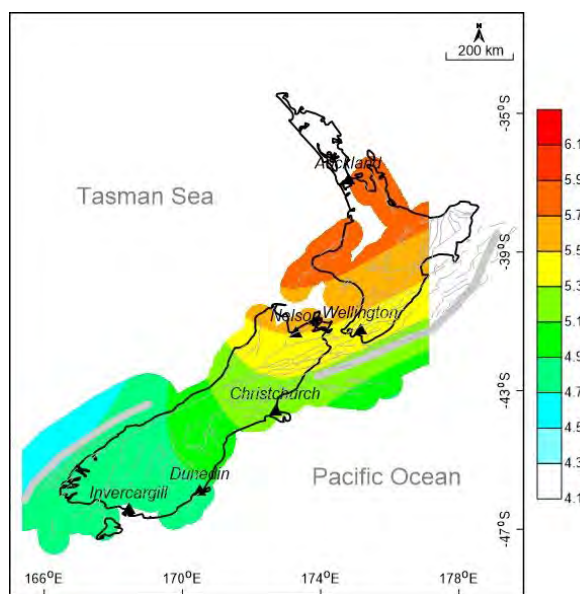 N
200 km
-35°S
Auckland
Tasman Sea
6.1
5.9
5.7
5.5
5.3
5.1
4.9
4.7
4.5
4.3
4.1
-39°S
Nelson
Wellington
-43°S
Christchurch
Dunedin
Pacific Ocean
Invercargill
-47°S
166°E
170°E
174°E
178°E